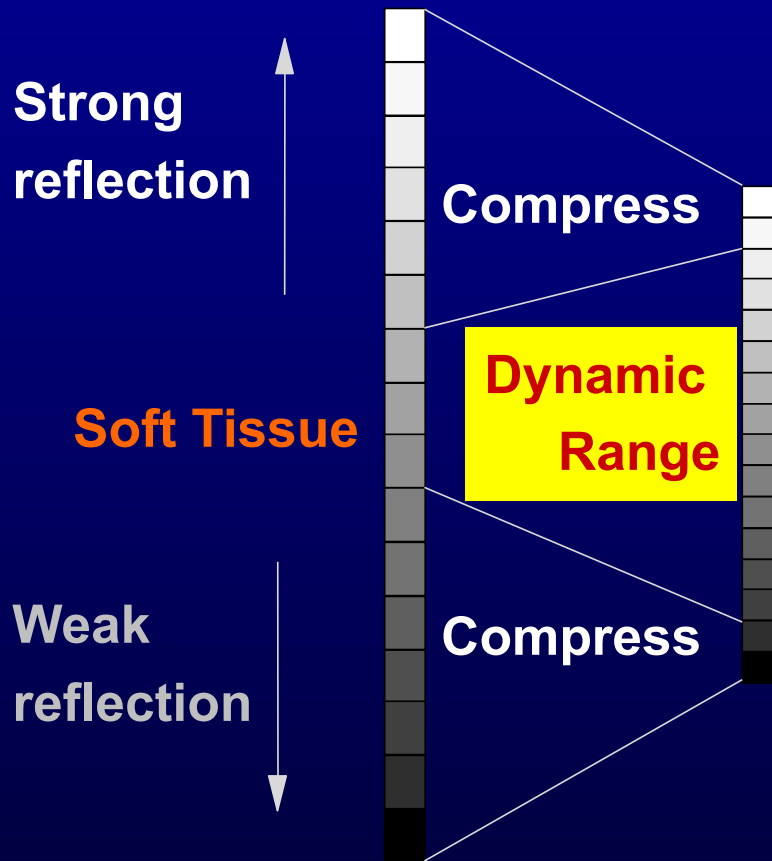 Strong
reflection
Compress
Dynamic
Range
Soft Tissue
Weak
reflection
Compress